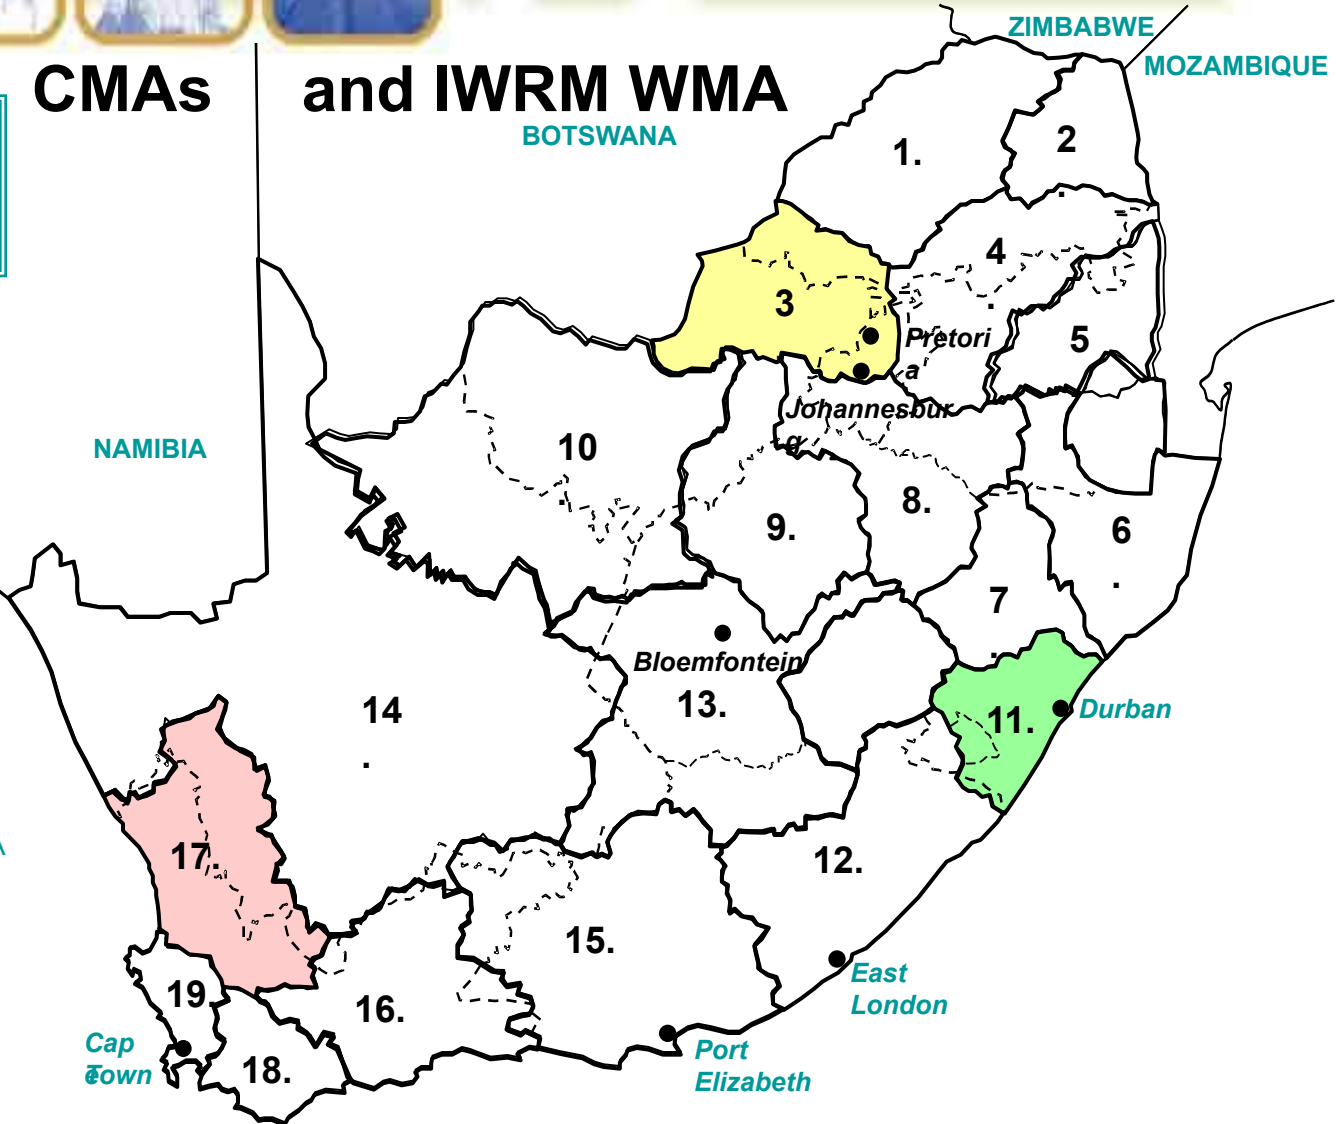 CMAs and IWRM WMA
ZIMBABWE
MOZAMBIQUE
BOTSWANA
1.
2
.
4
.
3
5
Pretori
a
Johannesbur
g
NAMIBIA
10
.
9.
8.
6
.
7
.
Bloemfontein
13.
14
.
11.
Durban
17.
12.
15.
East
London
19.
16.
Cap
e
Town
18.
Port
Elizabeth
A